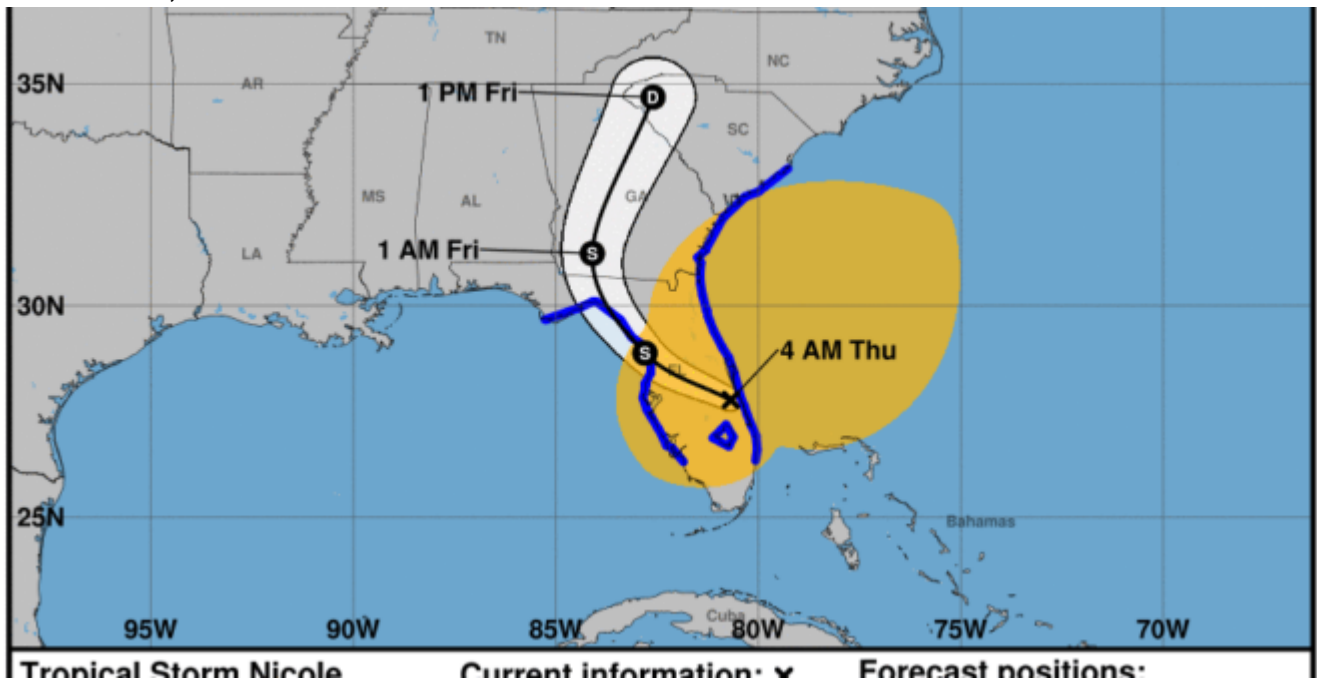 TN
NC
35N
AR
1 PM Fri
D
SC
MS
AL
GA
1 AM Fri
S
LA
30N
S
4 AM Thu
FL
25N
Bahamas
Cuba
95W
90W
85W
80W
75W
70W
Tropical Storm Nicole
Current information: x
Forecast positions: